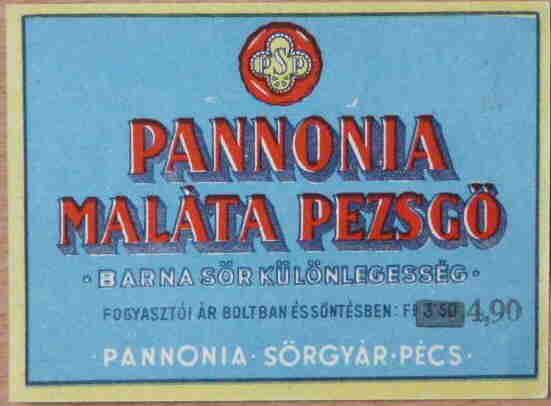 PSP
PANNONIA
MALÁTA PEZSGŐ
· BARNA SÖR KÜLÖNLEGESSÉG ·
FOGYASZTÓI ÁR BOLTBAN ÉS SÖNTÉSBEN: Ft 3·50 4,90
· PANNONIA · SÖRGYÁR · PÉCS ·